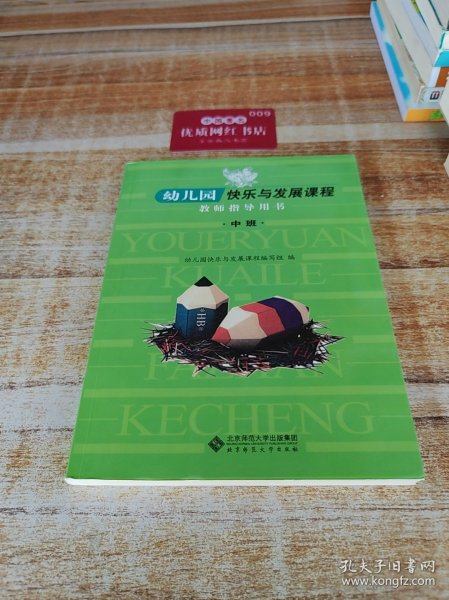 009
中国著名
优质网红书店
幼儿园 快乐与发展课程
教师指导用书
·中班·
YOUERYUAN
幼儿园快乐与发展课程编写组 编
KUAILE
HB
KECHENG
北京师范大学出版集团
北京师范大学出版社
孔夫子旧书网
www.kongfz.com